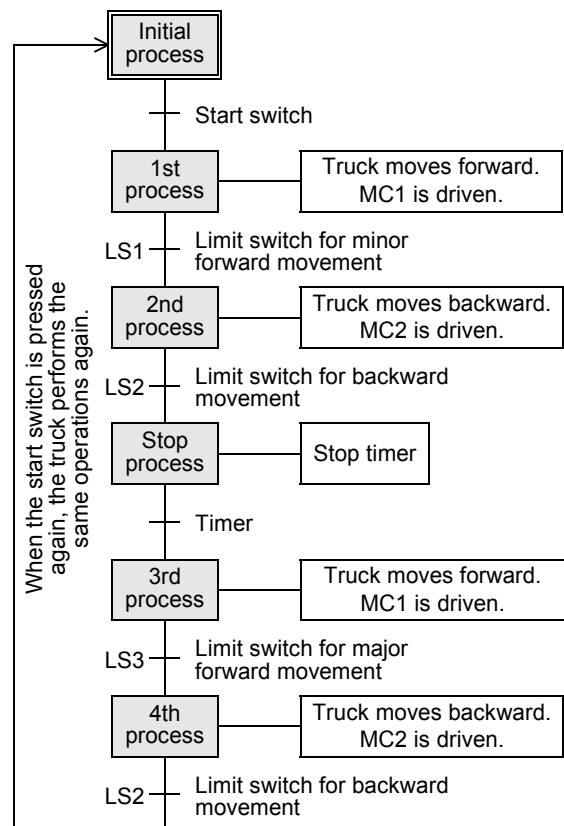 Initial
process
Start switch
1st
process
Truck moves forward.
MC1 is driven.
LS1
Limit switch for minor
forward movement
2nd
process
Truck moves backward.
MC2 is driven.
LS2
Limit switch for backward
movement
Stop
process
Stop timer
Timer
3rd
process
Truck moves forward.
MC1 is driven.
LS3
Limit switch for major
forward movement
4th
process
Truck moves backward.
MC2 is driven.
LS2
Limit switch for backward
movement
When the start switch is pressed
again, the truck performs the
same operations again.